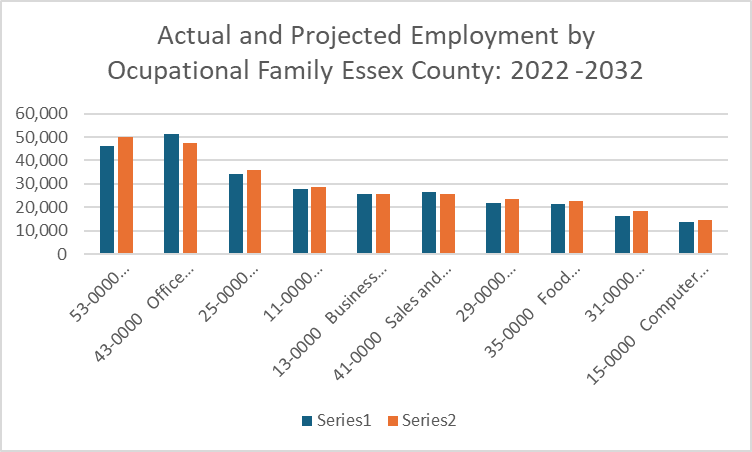 Actual and Projected Employment by
Ocupational Family Essex County: 2022 -2032
60,000
50,000
40,000
30,000
20,000
10,000
0
53-0000...
43-0000 Office...
25-0000...
11-0000...
13-0000 Business...
41-0000 Sales and...
29-0000...
35-0000 Food...
31-0000...
15-0000 Computer...
Series1 Series2